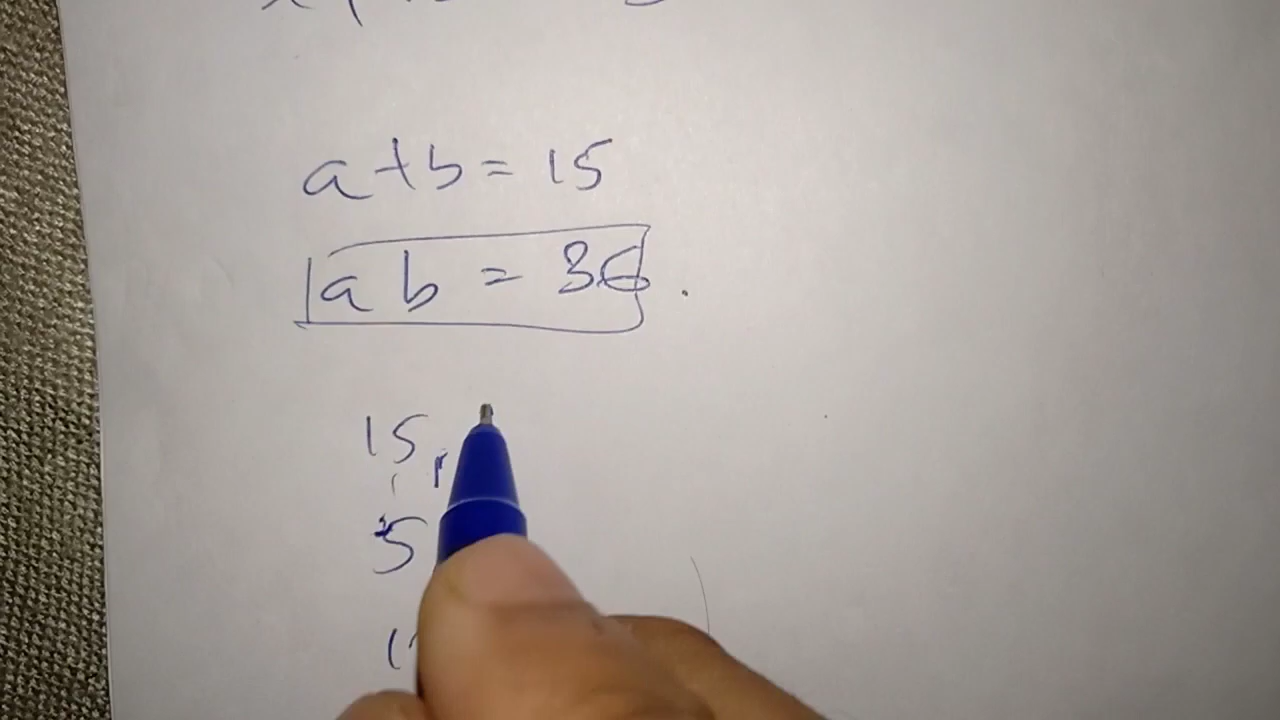 a+b = 15
ab = 36.
15,
5